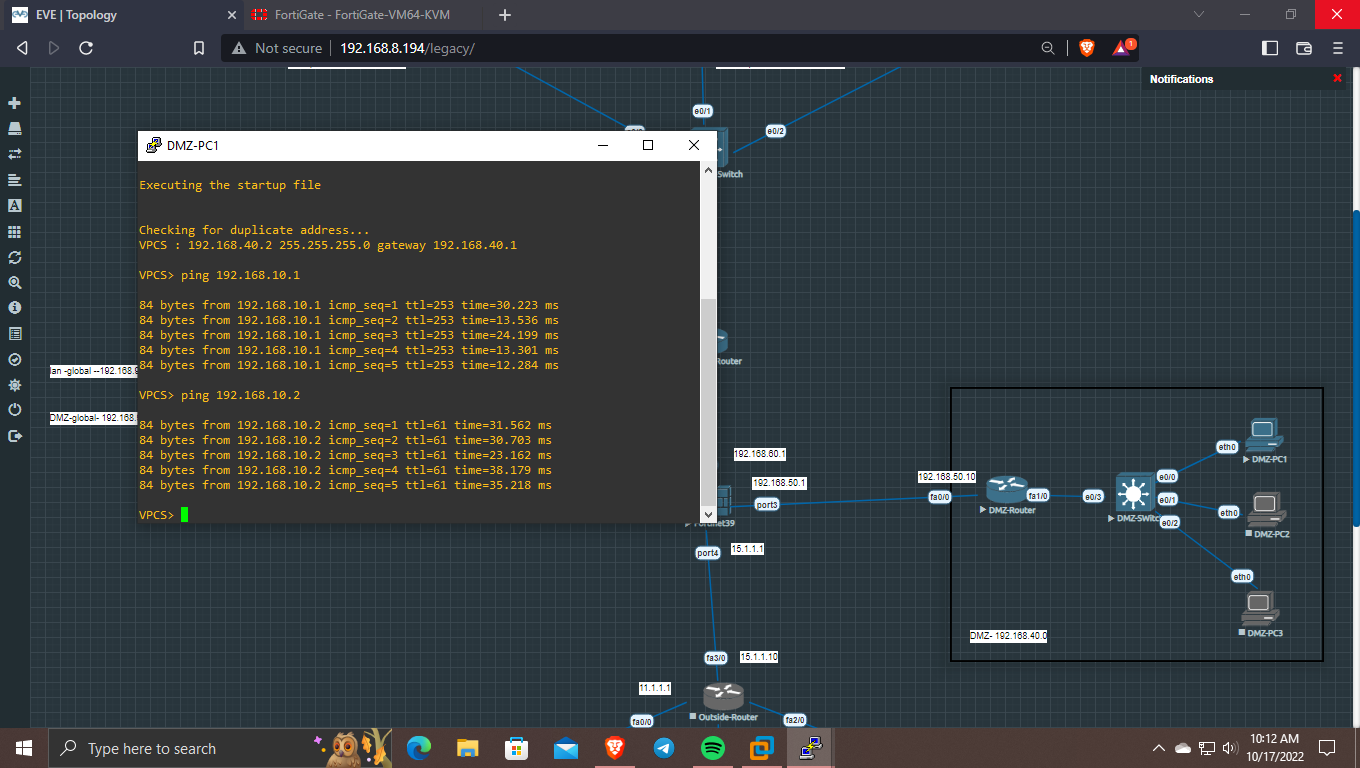 EVE | Topology
FortiGate - FortiGate-VM64-KVM
Not secure
192.168.8.194/legacy/
1
Notifications
e0/1
e0/2
Switch
DMZ-PC1
Executing the startup file
Checking for duplicate address...
VPCS : 192.168.40.2 255.255.255.0 gateway 192.168.40.1
VPCS> ping 192.168.10.1
84 bytes from 192.168.10.1 icmp_seq=1 ttl=253 time=30.223 ms
84 bytes from 192.168.10.1 icmp_seq=2 ttl=253 time=13.536 ms
84 bytes from 192.168.10.1 icmp_seq=3 ttl=253 time=24.199 ms
84 bytes from 192.168.10.1 icmp_seq=4 ttl=253 time=13.301 ms
84 bytes from 192.168.10.1 icmp_seq=5 ttl=253 time=12.284 ms
VPCS> ping 192.168.10.2
84 bytes from 192.168.10.2 icmp_seq=1 ttl=61 time=31.562 ms
84 bytes from 192.168.10.2 icmp_seq=2 ttl=61 time=30.703 ms
84 bytes from 192.168.10.2 icmp_seq=3 ttl=61 time=23.162 ms
84 bytes from 192.168.10.2 icmp_seq=4 ttl=61 time=38.179 ms
84 bytes from 192.168.10.2 icmp_seq=5 ttl=61 time=35.218 ms
VPCS>
Router
lan -global --192.168.9
DMZ-global- 192.168.
192.168.60.1
192.168.50.1
port3
Fortinet39
port4
15.1.1.1
192.168.50.10
fa0/0
DMZ-Router
fa1/0
e0/3
DMZ-SWitch
e0/0
e0/1
e0/2
eth0
DMZ-PC1
eth0
DMZ-PC2
eth0
DMZ-PC3
DMZ- 192.168.40.0
fa3/0
15.1.1.10
11.1.1.1
Outside-Router
fa0/0
fa2/0
Type here to search
10:12 AM
10/17/2022